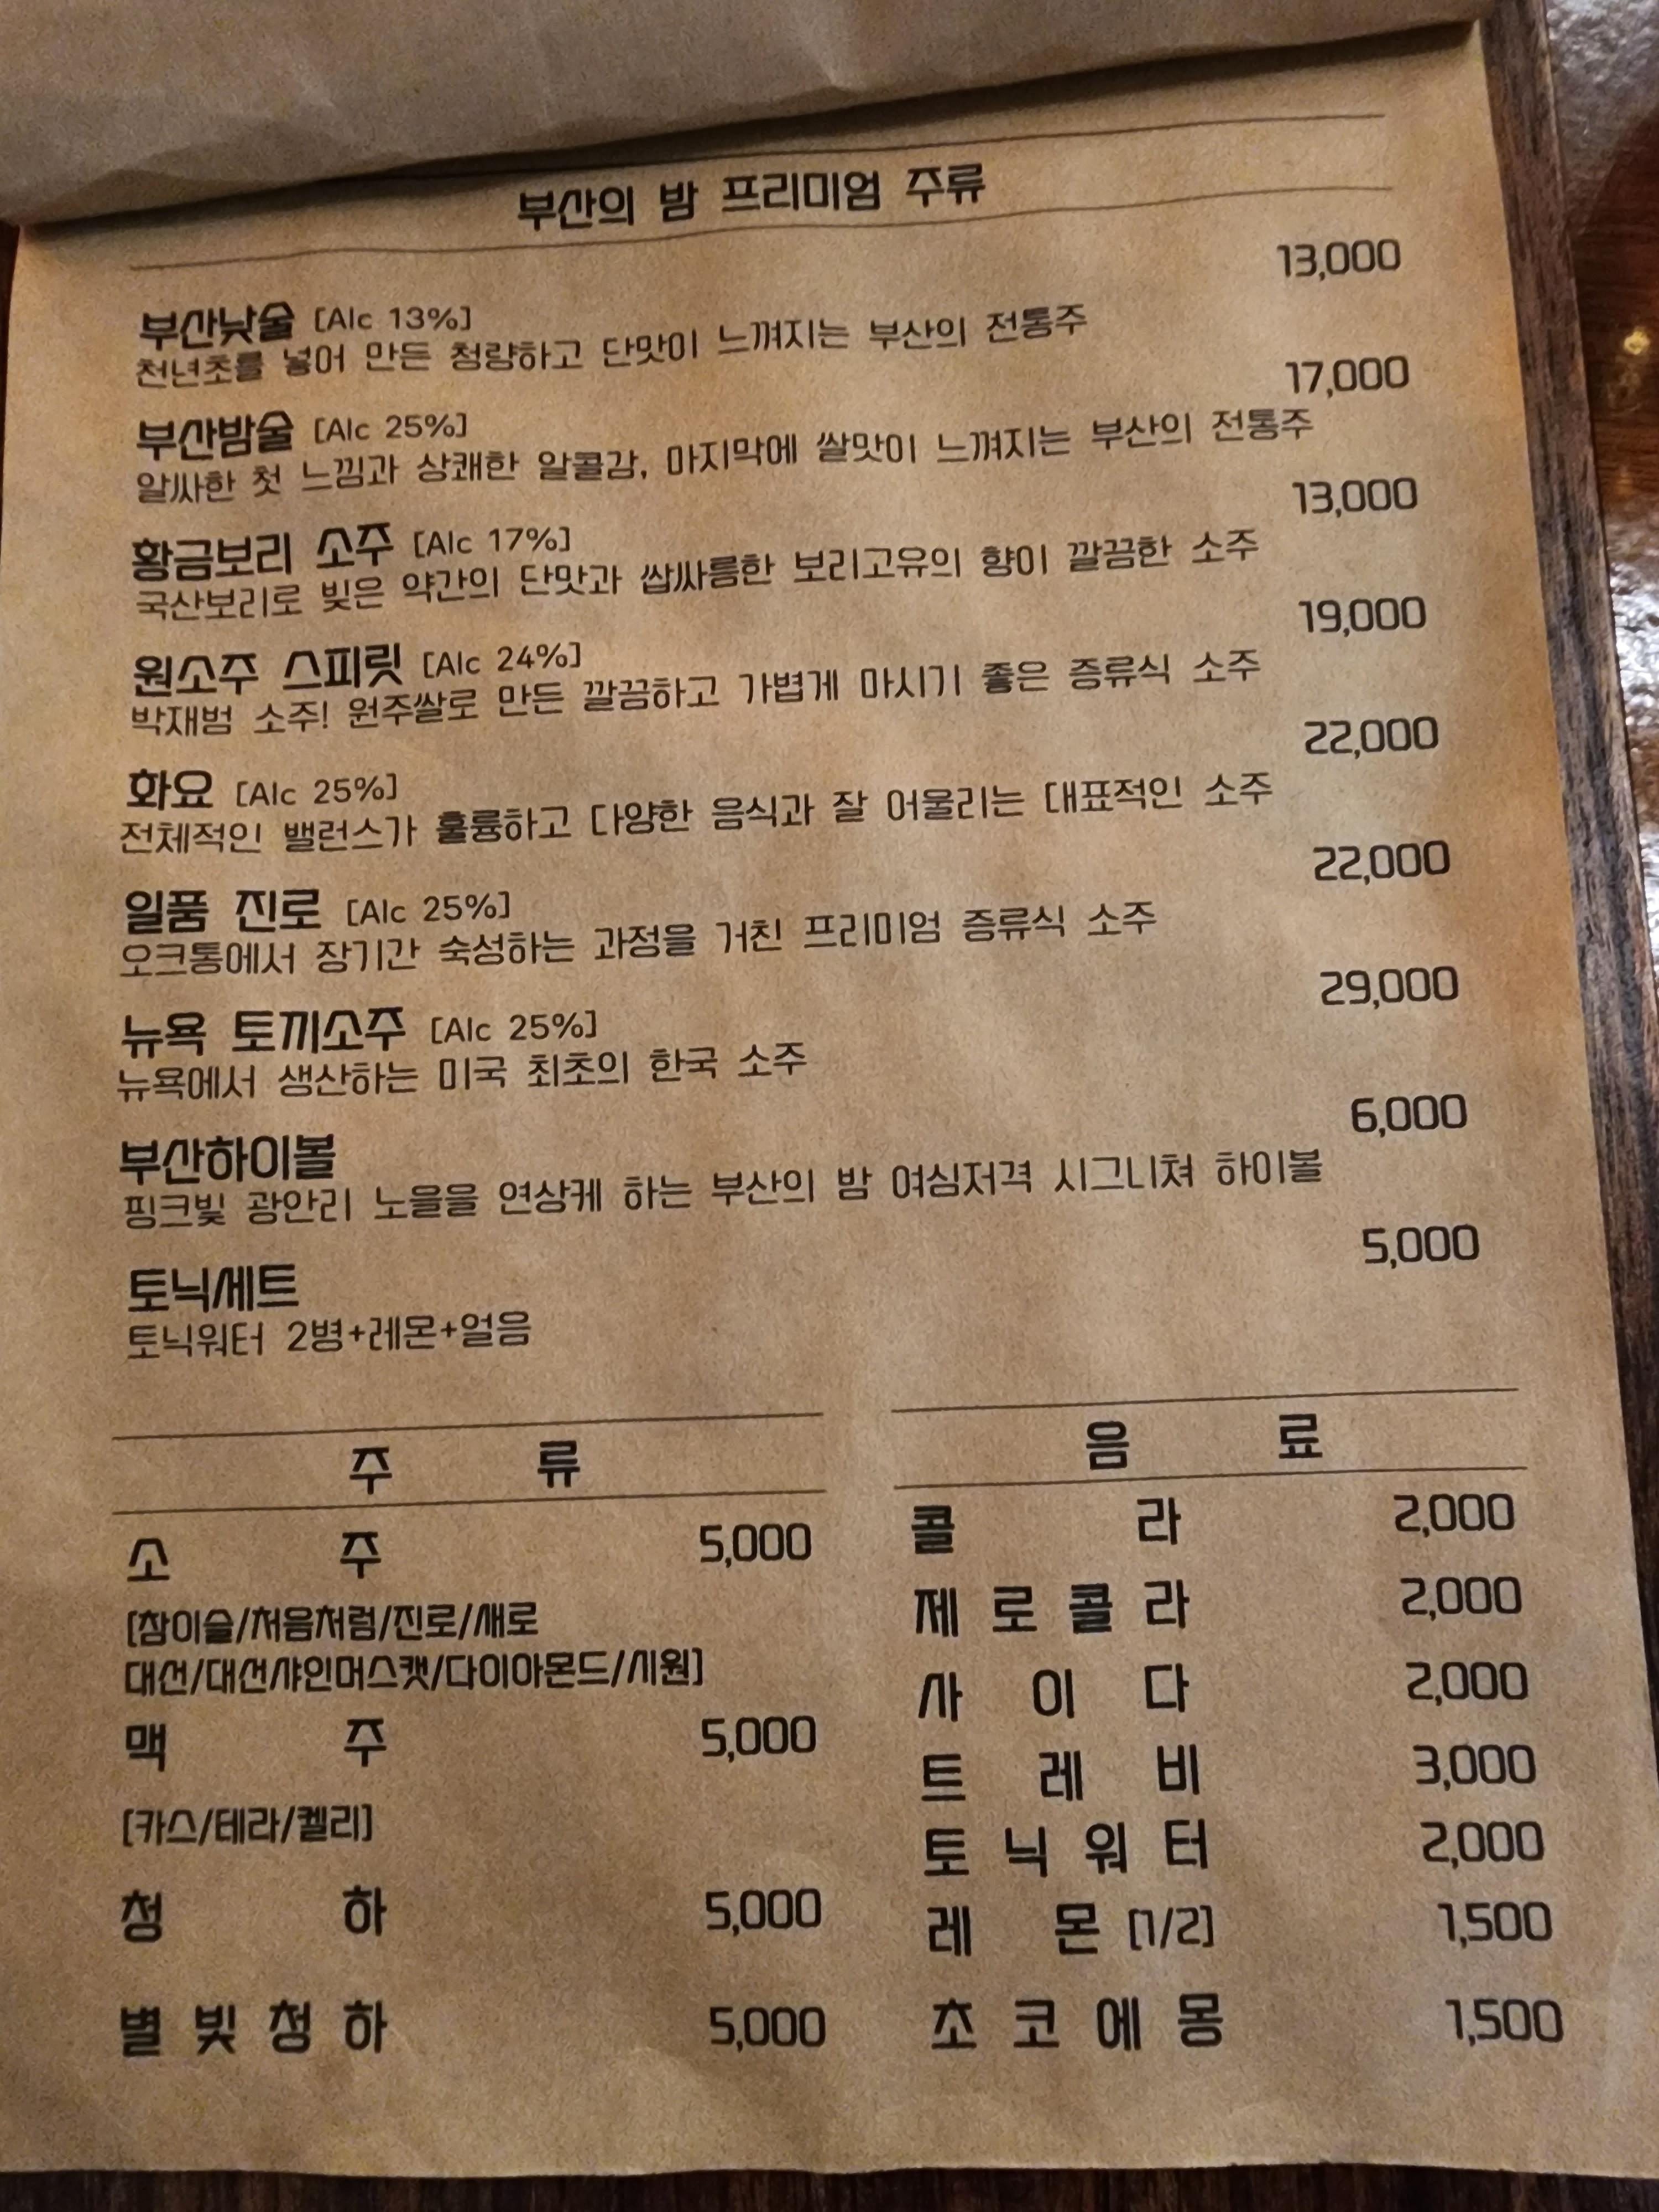 부산의 밤 프리미엄 주류
부산낮술 [Alc 13%] 13,000
천년초를 넣어 만든 청량하고 단맛이 느껴지는 부산의 전통주
부산밤술 [Alc 25%] 17,000
알싸한 첫 느낌과 상쾌한 알콜감, 마지막에 쌀맛이 느껴지는 부산의 전통주
황금보리 소주 [Alc 17%] 13,000
국산보리로 빚은 약간의 단맛과 쌉싸름한 보리고유의 향이 깔끔한 소주
원소주 스피릿 [Alc 24%] 19,000
박재범 소주! 원주쌀로 만든 깔끔하고 가볍게 마시기 좋은 증류식 소주
화요 [Alc 25%] 22,000
전체적인 밸런스가 훌륭하고 다양한 음식과 잘 어울리는 대표적인 소주
일품 진로 [Alc 25%] 22,000
오크통에서 장기간 숙성하는 과정을 거친 프리미엄 증류식 소주
뉴욕 토끼소주 [Alc 25%] 29,000
뉴욕에서 생산하는 미국 최초의 한국 소주
부산하이볼 6,000
핑크빛 광안리 노을을 연상케 하는 부산의 밤 여심저격 시그니쳐 하이볼
토닉세트 5,000
토닉워터 2병+레몬+얼음
주 류
소 주 5,000
[참이슬/처음처럼/진로/새로
대선/대선샤인머스캣/다이아몬드/시원]
맥 주 5,000
[카스/테라/켈리]
청 하 5,000
별 빛 청 하 5,000
음 료
콜 라 2,000
제 로 콜 라 2,000
사 이 다 2,000
트 레 비 3,000
토 닉 워 터 2,000
레 몬 [1/2] 1,500
초 코 에 몽 1,500